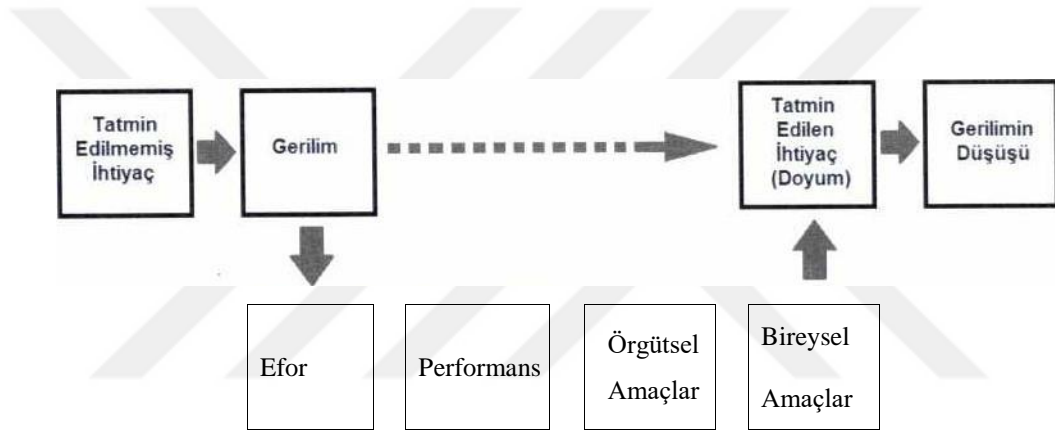 Tatmin
Edilmemiş
İhtiyaç
Gerilim
Tatmin
Edilen
İhtiyaç
(Doyum)
Gerilimin
Düşüşü
Efor
Performans
Örgütsel
Amaçlar
Bireysel
Amaçlar